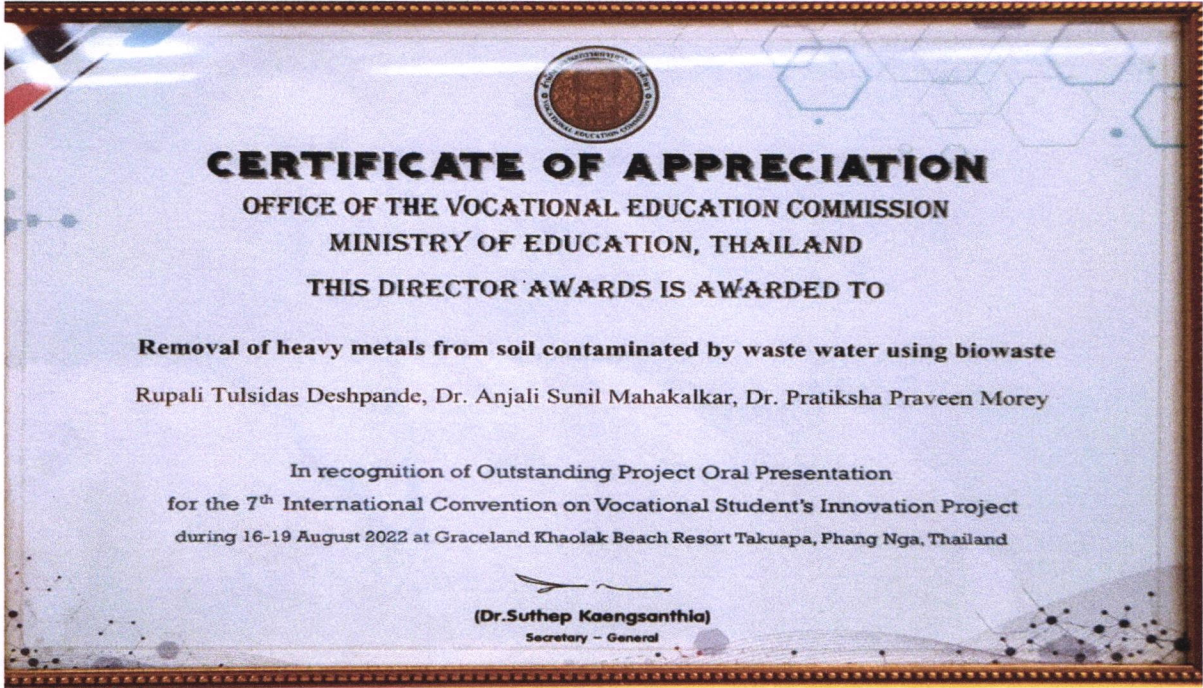 VOCATIONAL EDUCATION COMMISSION
CERTIFICATE OF APPRECIATION
OFFICE OF THE VOCATIONAL EDUCATION COMMISSION
MINISTRY OF EDUCATION, THAILAND
THIS DIRECTOR AWARDS IS AWARDED TO
Removal of heavy metals from soil contaminated by waste water using biowaste
Rupali Tulsidas Deshpande, Dr. Anjali Sunil Mahakalkar, Dr. Pratiksha Praveen Morey
In recognition of Outstanding Project Oral Presentation
for the 7th International Convention on Vocational Student's Innovation Project
during 16-19 August 2022 at Graceland Khaolak Beach Resort Takuapa, Phang Nga, Thailand
(Dr.Suthep Kaengsanthia)
Secretary – General